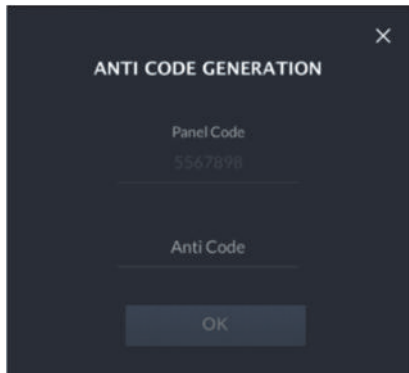 ANTI CODE GENERATION
Panel Code
5567898
Anti Code
OK